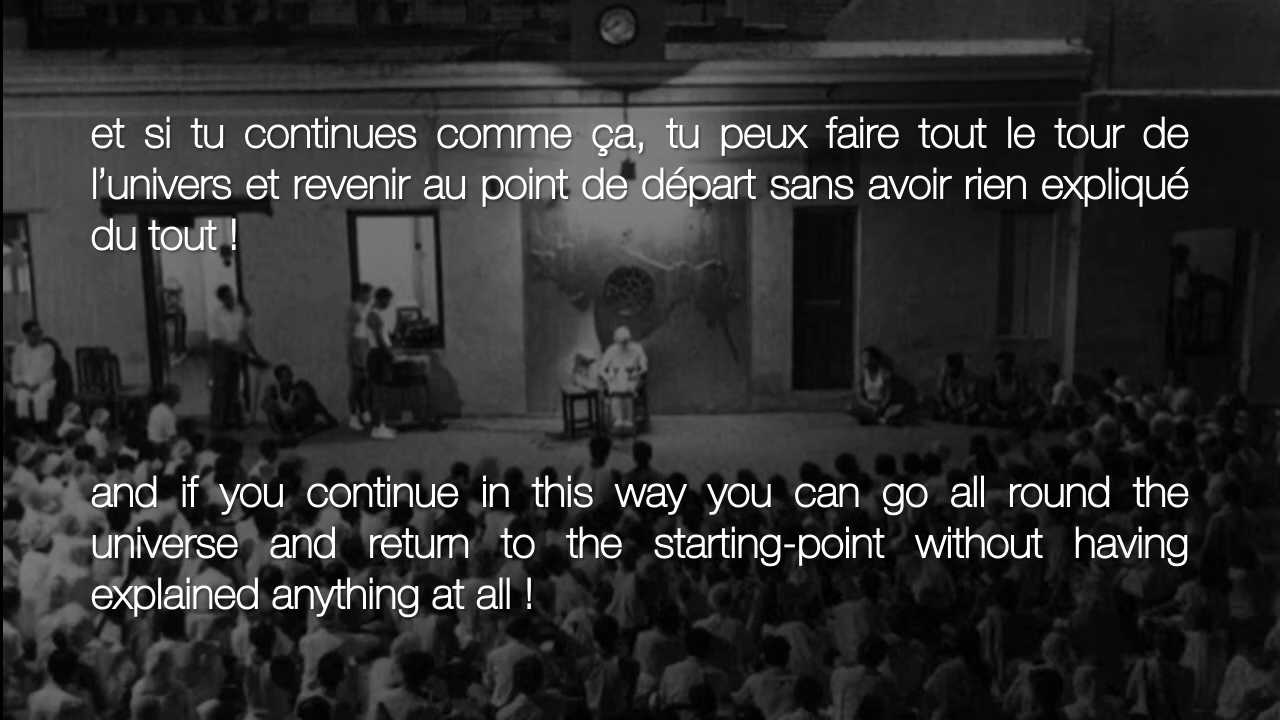 et si tu continues comme ça, tu peux faire tout le tour de
l’univers et revenir au point de départ sans avoir rien expliqué
du tout !
and if you continue in this way you can go all round the
universe and return to the starting-point without having
explained anything at all !